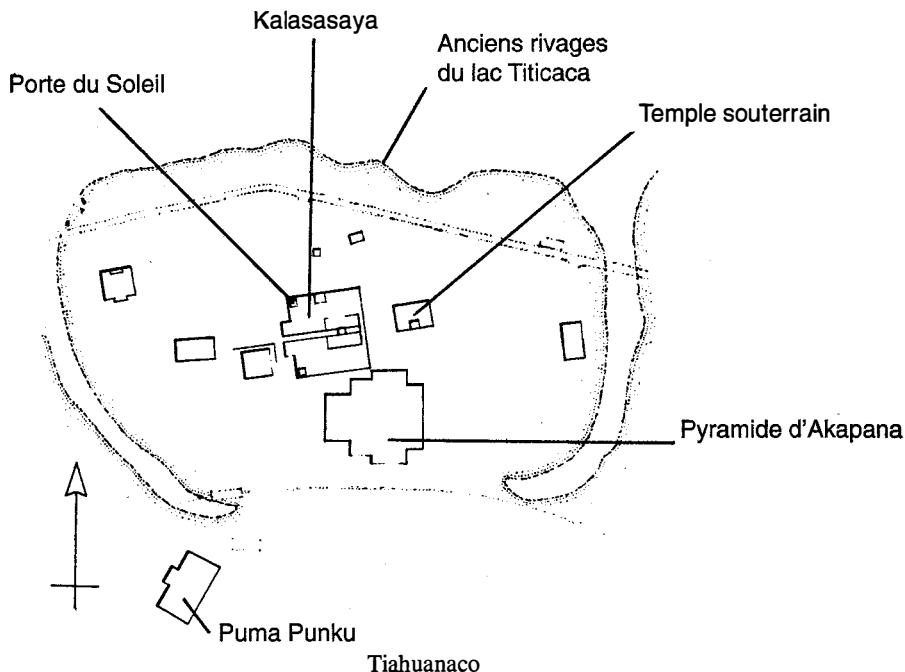 Kalasasaya
Anciens rivages
du lac Titicaca
Porte du Soleil
Temple souterrain
Pyramide d'Akapana
Puma Punku
Tiahuanaco